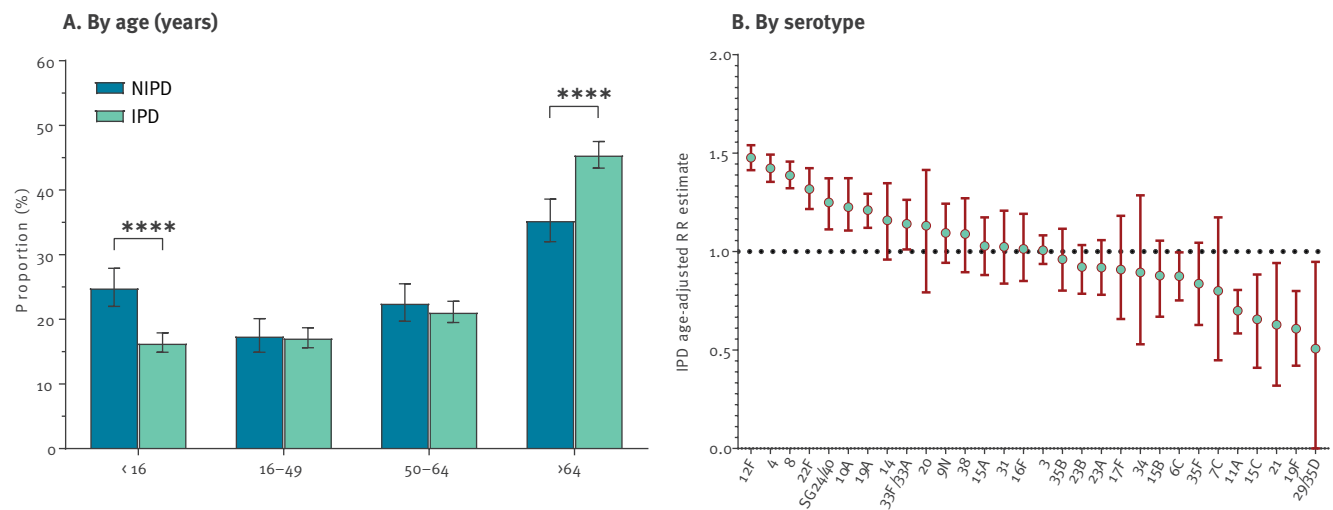 A. By age (years)
60
50
40
30
20
10
0
Proportion (%)
NIPD
IPD
****
****
<16
16–49
50–64
>64
B. By serotype
2.0
1.5
1.0
0.5
0.0
IPD age-adjusted RR estimate
12F
4
8
22F
SG24/40
10A
19A
14
33F/33A
20
9N
38
15A
31
16F
3
35B
23B
23A
17F
34
15B
6C
35F
7C
11A
15C
21
19F
29/35D